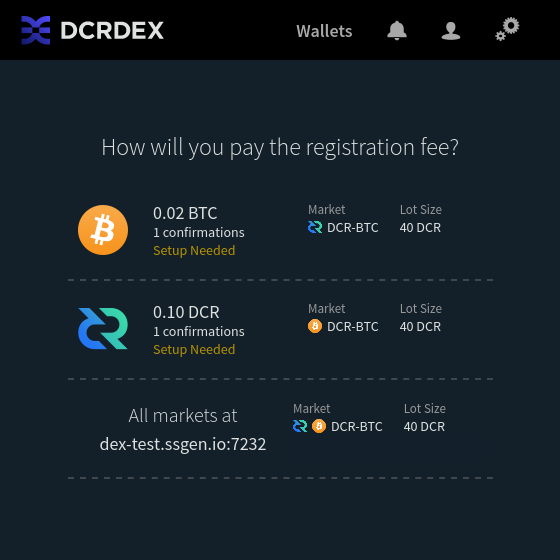 DCRDEX
Wallets
How will you pay the registration fee?
0.02 BTC
1 confirmations
Setup Needed
Market
DCR-BTC
Lot Size
40 DCR
0.10 DCR
1 confirmations
Setup Needed
Market
DCR-BTC
Lot Size
40 DCR
All markets at
dex-test.ssgen.io:7232
Market
DCR-BTC
Lot Size
40 DCR